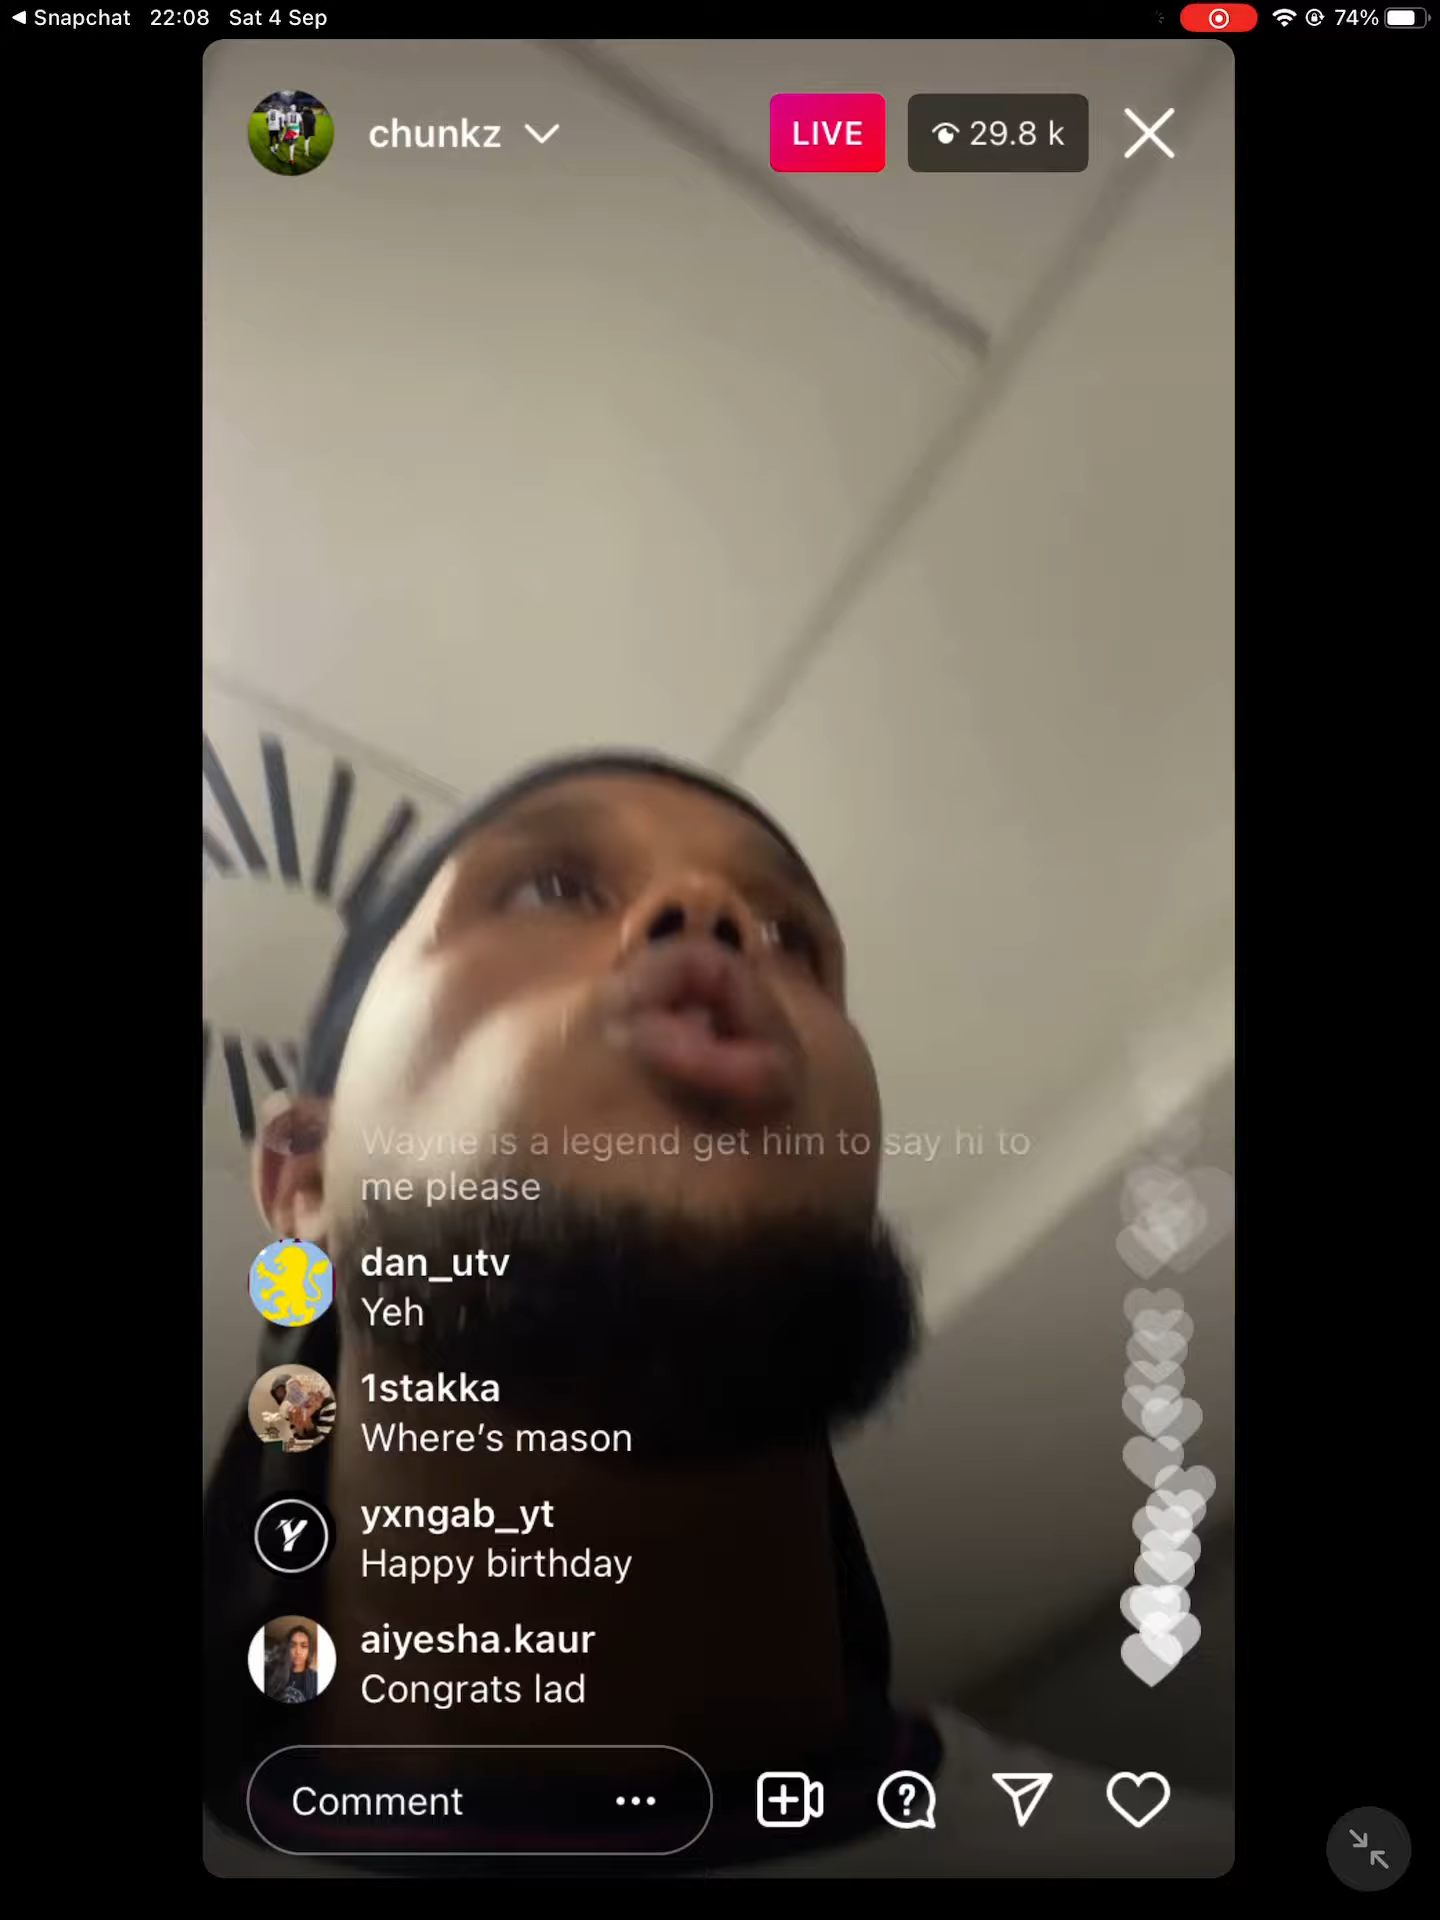 Snapchat 22:08 Sat 4 Sep 74%
chunkz LIVE 29.8 k
Wayne is a legend get him to say hi to
me please
dan_utv
Yeh
1stakka
Where’s mason
yxngab_yt
Happy birthday
aiyesha.kaur
Congrats lad
Comment